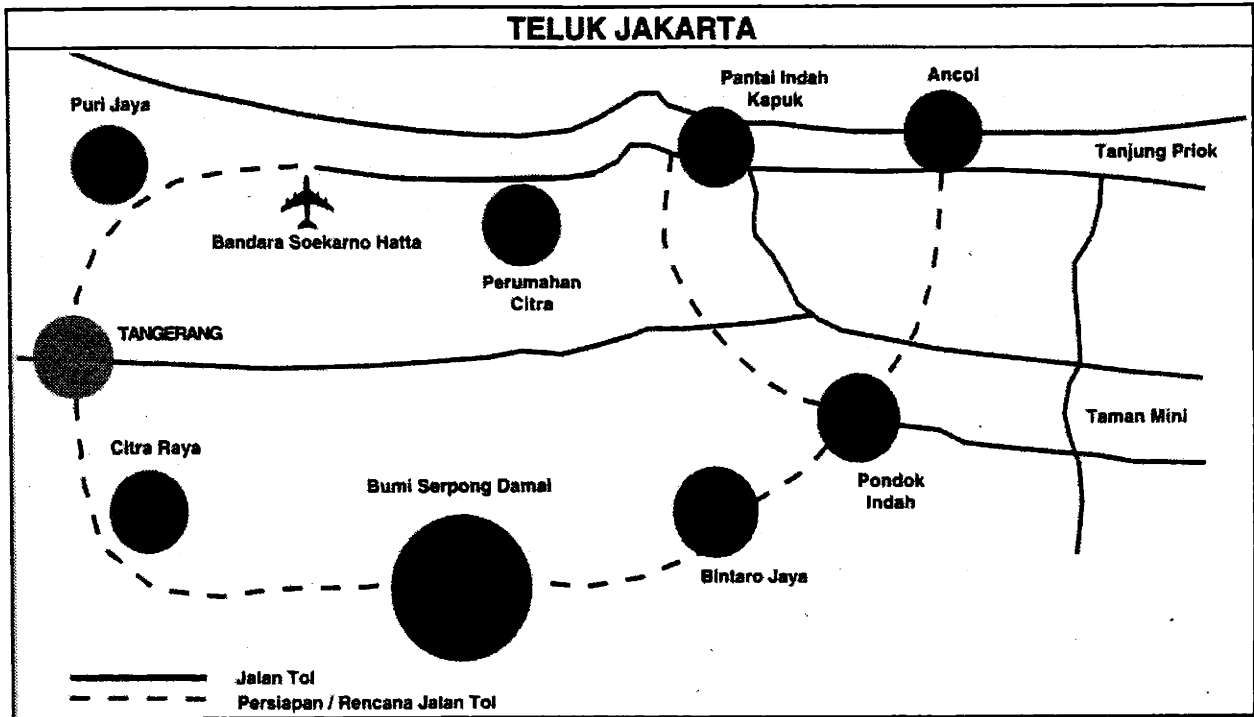 TELUK JAKARTA
Puri Jaya
Pantai Indah
Kapuk
Ancol
Tanjung Priok
Bandara Soekarno Hatta
Perumahan
Citra
TANGERANG
Taman Mini
Citra Raya
Bumi Serpong Damai
Pondok
Indah
Bintaro Jaya
Jalan Tol
Persiapan / Rencana Jalan Tol